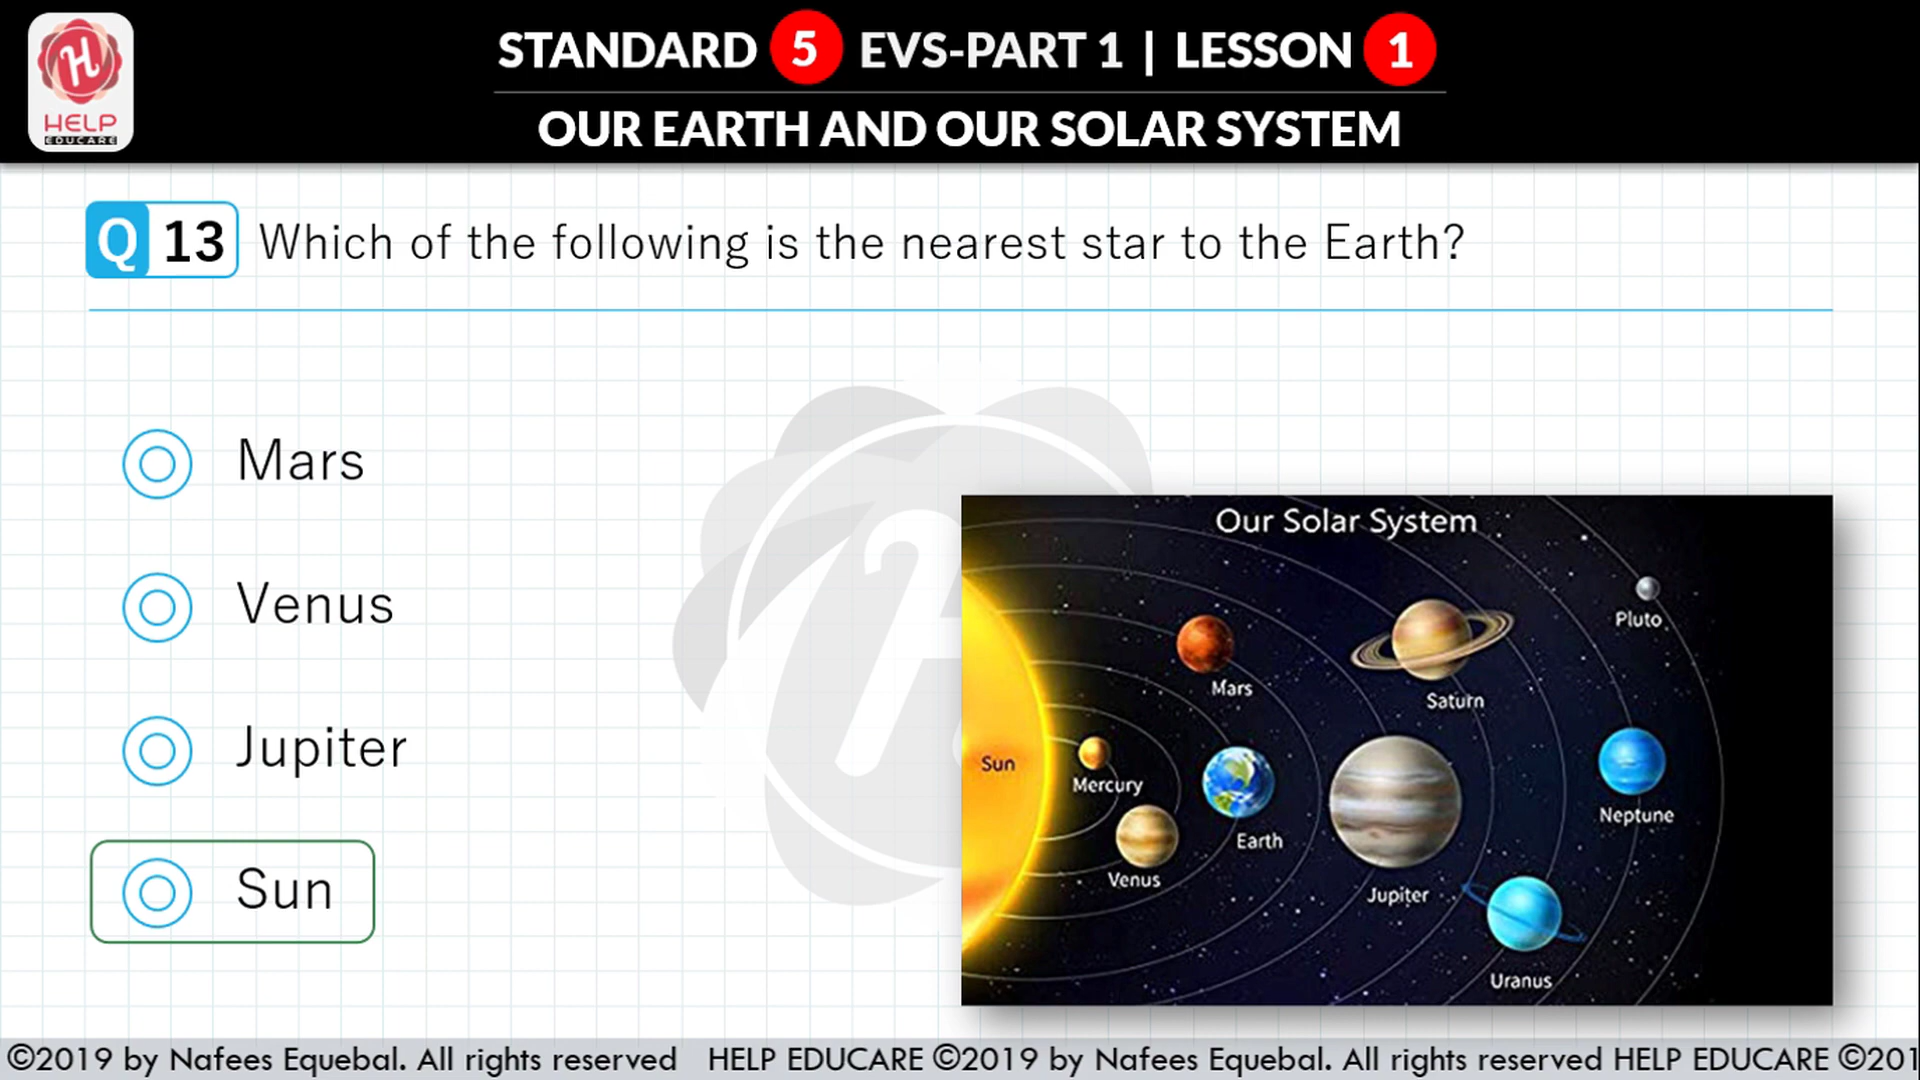 H
HELP
EDUCARE
STANDARD 5 EVS-PART 1 | LESSON 1
OUR EARTH AND OUR SOLAR SYSTEM
Q 13 Which of the following is the nearest star to the Earth?
Mars
Venus
Jupiter
Sun
Our Solar System
Pluto
Mars
Saturn
Sun
Mercury
Neptune
Earth
Venus
Jupiter
Uranus
©2019 by Nafees Equebal. All rights reserved HELP EDUCARE ©2019 by Nafees Equebal. All rights reserved HELP EDUCARE ©201